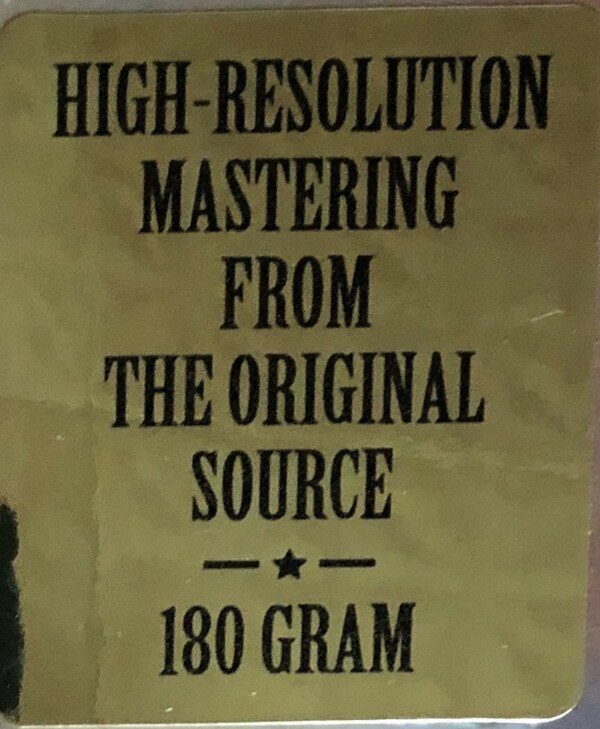 HIGH-RESOLUTION
MASTERING
FROM
THE ORIGINAL
SOURCE
—★—
180 GRAM